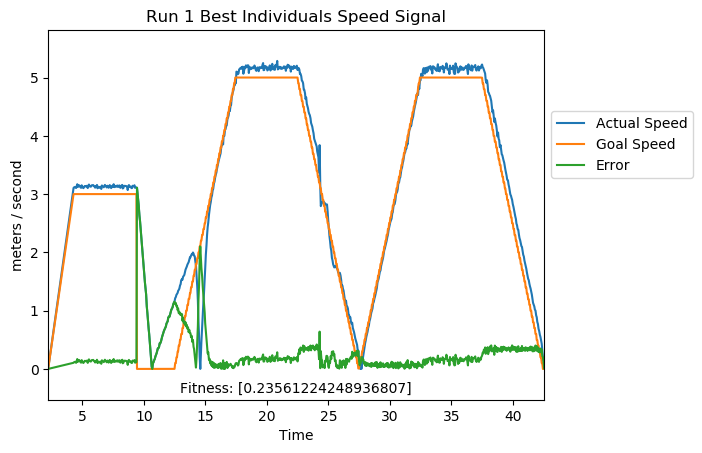 Run 1 Best Individuals Speed Signal
meters / second
5
4
3
2
1
0
Actual Speed
Goal Speed
Error
Fitness: [0.23561224248936807]
5 10 15 20 25 30 35 40
Time